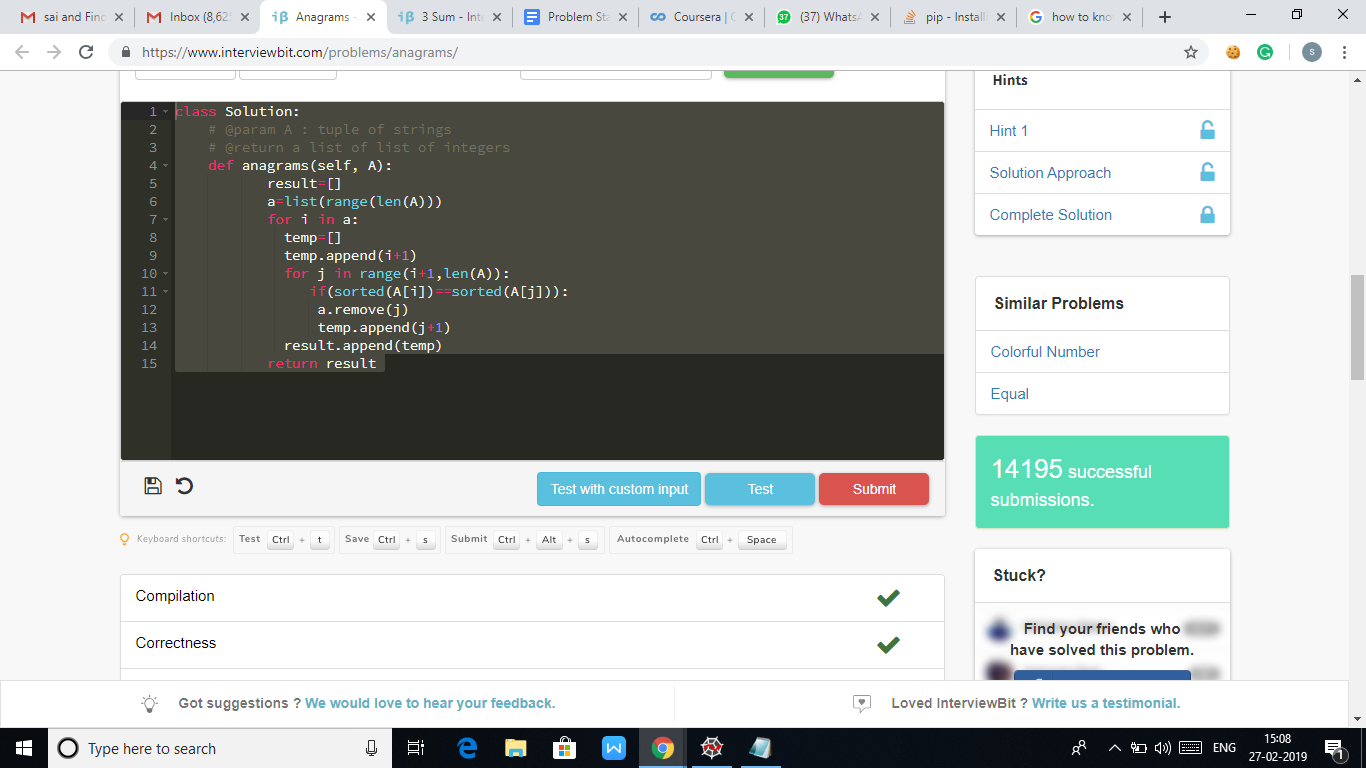 sai and Find
Inbox (8,62
Anagrams -
3 Sum - Inte
Problem Sta
Coursera |
(37) WhatsA
pip - Install
how to kno
https://www.interviewbit.com/problems/anagrams/
S
1 class Solution:
2 # @param A : tuple of strings
3 # @return a list of list of integers
4 def anagrams(self, A):
5 result=[]
6 a=list(range(len(A)))
7 for i in a:
8 temp=[]
9 temp.append(i+1)
10 for j in range(i+1,len(A)):
11 if(sorted(A[i])==sorted(A[j])):
12 a.remove(j)
13 temp.append(j+1)
14 result.append(temp)
15 return result
Test with custom input
Test
Submit
Keyboard shortcuts: Test Ctrl + t Save Ctrl + s Submit Ctrl + Alt + s Autocomplete Ctrl + Space
Compilation
Correctness
Hints
Hint 1
Solution Approach
Complete Solution
Similar Problems
Colorful Number
Equal
14195 successful
submissions.
Stuck?
Find your friends who
have solved this problem.
Got suggestions ? We would love to hear your feedback.
Loved InterviewBit ? Write us a testimonial.
Type here to search
ENG
15:08
27-02-2019
1